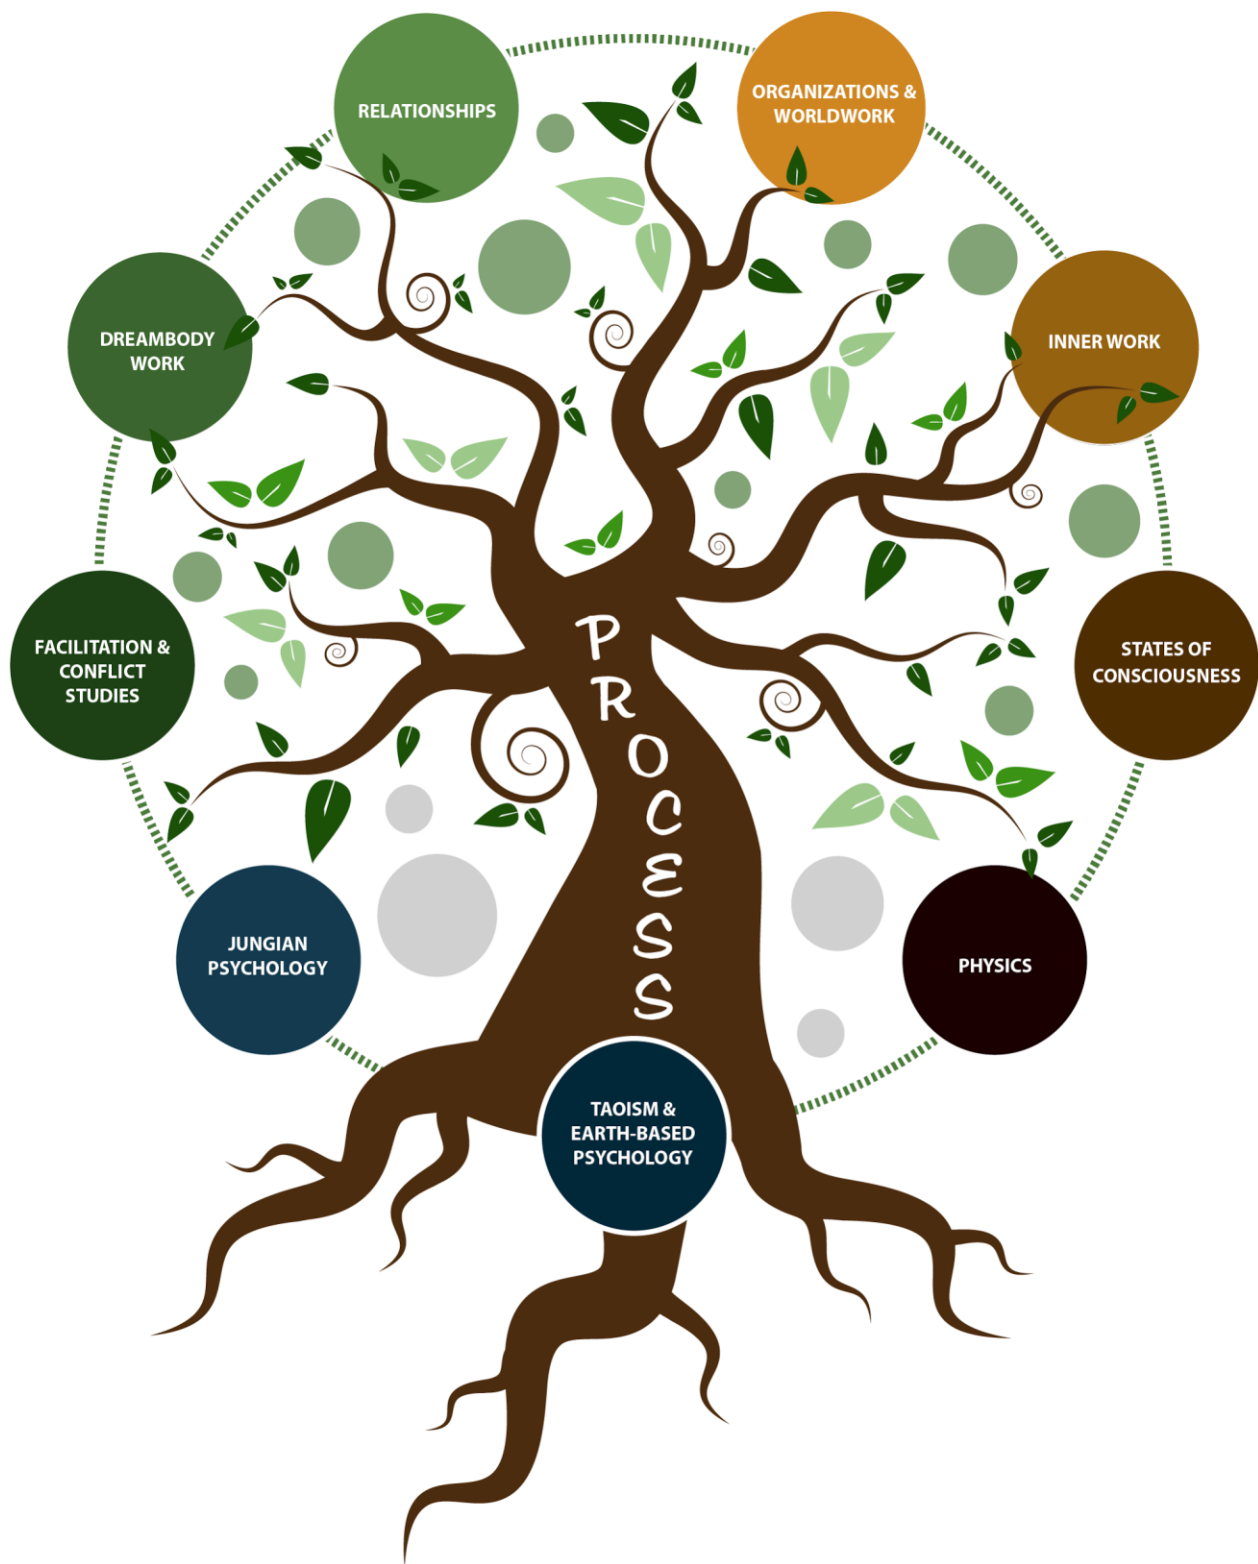 RELATIONSHIPS
ORGANIZATIONS &
WORLDWORK
DREAMBODY
WORK
INNER WORK
FACILITATION &
CONFLICT
STUDIES
STATES OF
CONSCIOUSNESS
PROCESS
JUNGIAN
PSYCHOLOGY
PHYSICS
TAOISM &
EARTH-BASED
PSYCHOLOGY